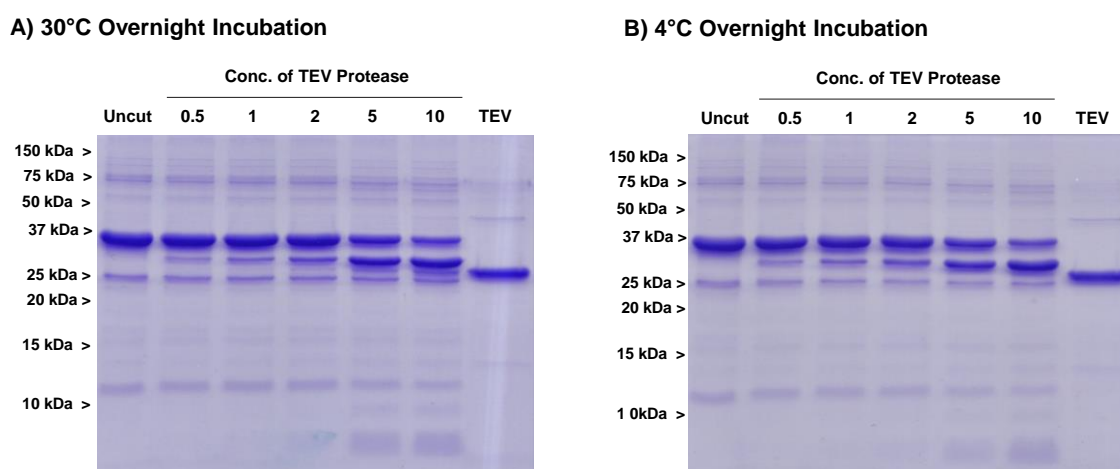 A) 30°C Overnight Incubation
Conc. of TEV Protease
Uncut 0.5 1 2 5 10 TEV
150 kDa >
75 kDa >
50 kDa >
37 kDa >
25 kDa >
20 kDa >
15 kDa >
10 kDa >
B) 4°C Overnight Incubation
Conc. of TEV Protease
Uncut 0.5 1 2 5 10 TEV
150 kDa >
75 kDa >
50 kDa >
37 kDa >
25 kDa >
20 kDa >
15 kDa >
1 0kDa >